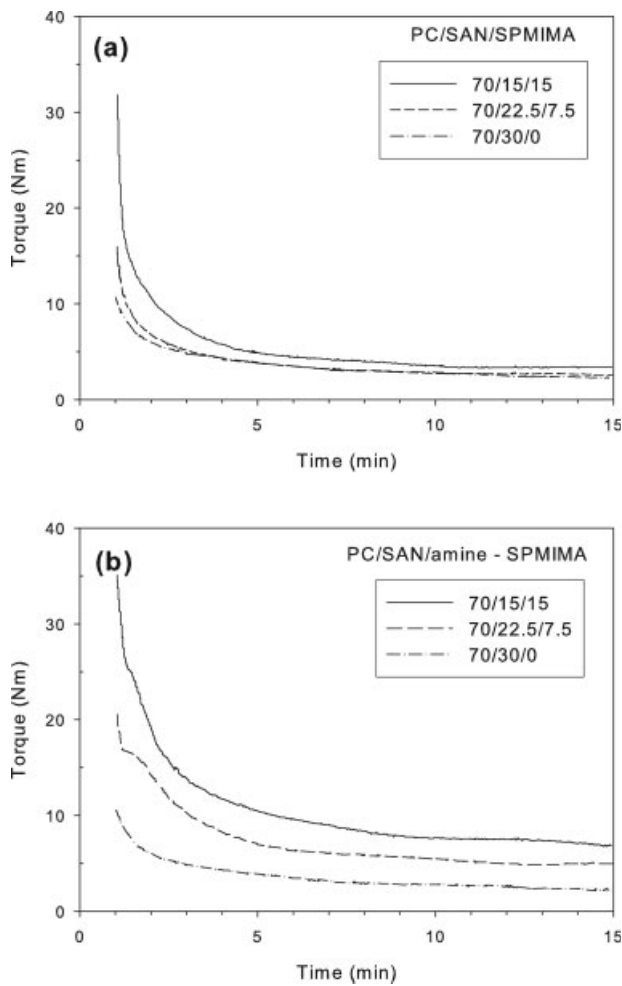 (a)
PC/SAN/SPMIMA
70/15/15
70/22.5/7.5
70/30/0
Torque (Nm)
40
30
20
10
0
0 5 10 15
Time (min)
(b)
PC/SAN/amine - SPMIMA
70/15/15
70/22.5/7.5
70/30/0
Torque (Nm)
40
30
20
10
0
0 5 10 15
Time (min)